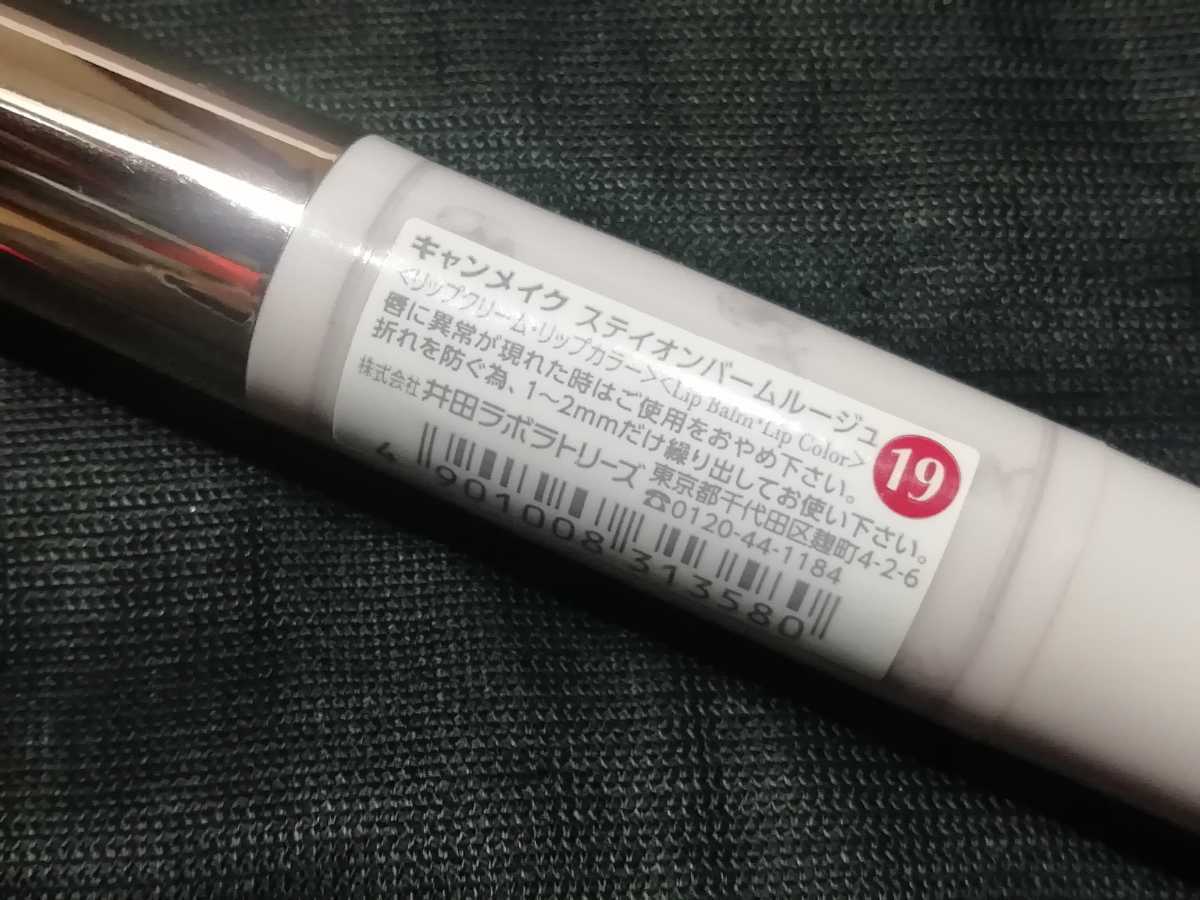 キャンメイク ステイオンバームルージュ
<リップクリーム・リップカラー><Lip Balm・Lip Color>
唇に異常が現れた時はご使用をおやめ下さい。
折れを防ぐ為、1～2mmだけ繰り出してお使い下さい。
株式会社 井田ラボラトリーズ 東京都千代田区麹町4-2-6
☎0120-44-1184
4 901008 313580
19